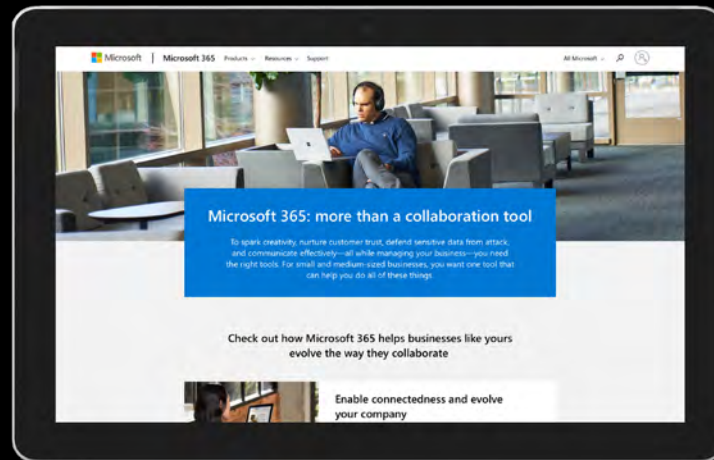 Microsoft | Microsoft 365 Products Resources Support All Microsoft
Microsoft 365: more than a collaboration tool
To spark creativity, nurture customer trust, defend sensitive data from attack,
and communicate effectively—all while managing your business—you need
the right tools. For small and medium-sized businesses, you want one tool that
can help you do all of these things
Check out how Microsoft 365 helps businesses like yours
evolve the way they collaborate
Enable connectedness and evolve
your company